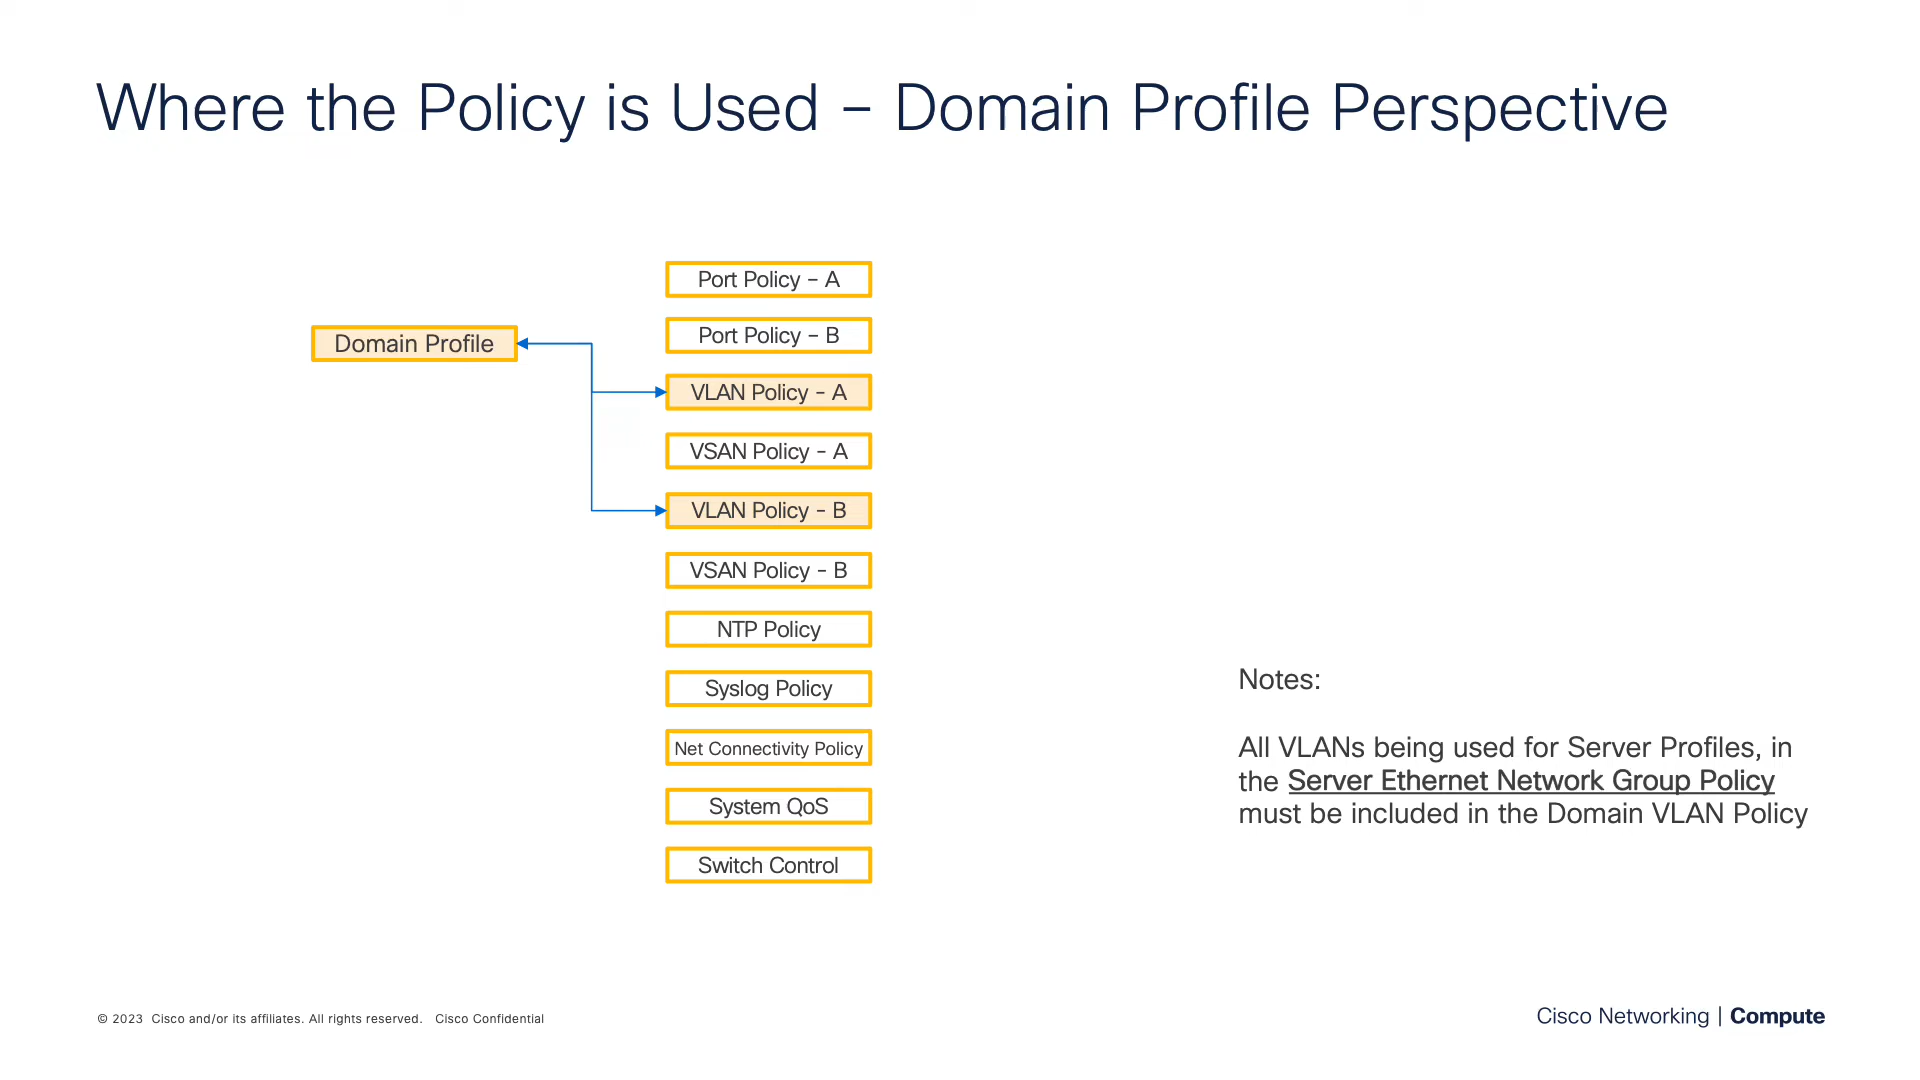 Where the Policy is Used – Domain Profile Perspective
Port Policy – A
Domain Profile
Port Policy – B
VLAN Policy - A
VSAN Policy - A
VLAN Policy - B
VSAN Policy - B
NTP Policy
Syslog Policy
Net Connectivity Policy
System QoS
Switch Control
Notes:
All VLANs being used for Server Profiles, in
the Server Ethernet Network Group Policy
must be included in the Domain VLAN Policy
© 2023 Cisco and/or its affiliates. All rights reserved. Cisco Confidential
Cisco Networking | Compute